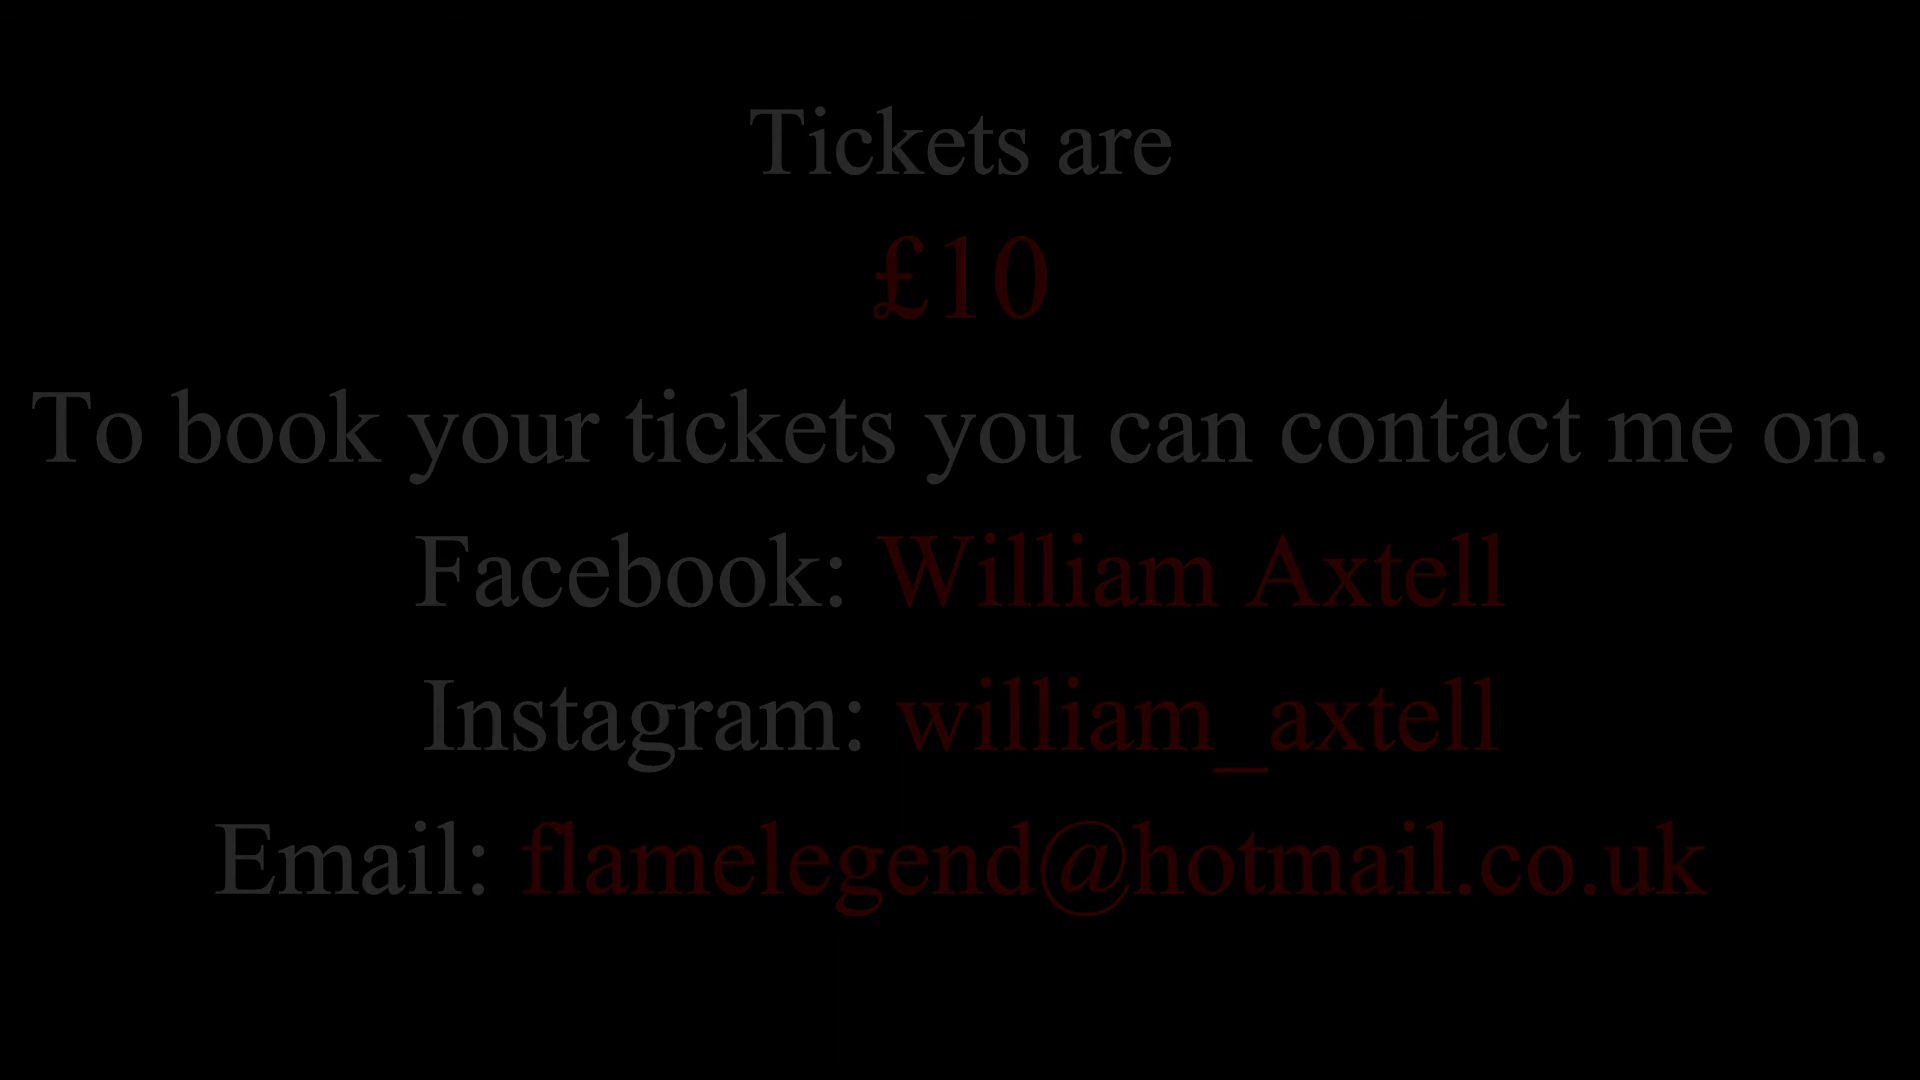 Tickets are
£10
To book your tickets you can contact me on.
Facebook: William Axtell
Instagram: william_axtell
Email: flamelegend@hotmail.co.uk